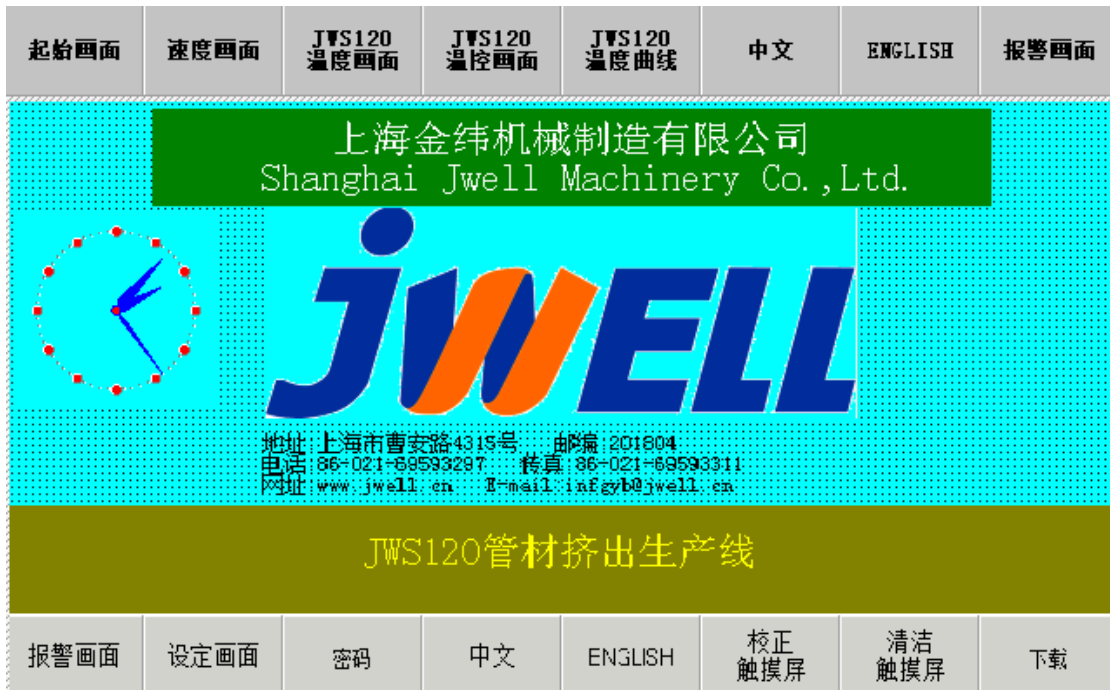 起始画面
速度画面
JWS120
温度画面
JWS120
温控画面
JWS120
温度曲线
中文
ENGLISH
报警画面
上海金纬机械制造有限公司
Shanghai Jwell Machinery Co.,Ltd.
jWELL
地址:上海市曹安路4315号 邮编:201804
电话:86-021-69593297 传真:86-021-69593311
网址:www.jwell.cn E-mail:infgyb@jwell.cn
JWS120管材挤出生产线
报警画面
设定画面
密码
中文
ENGLISH
校正
触摸屏
清洁
触摸屏
下载